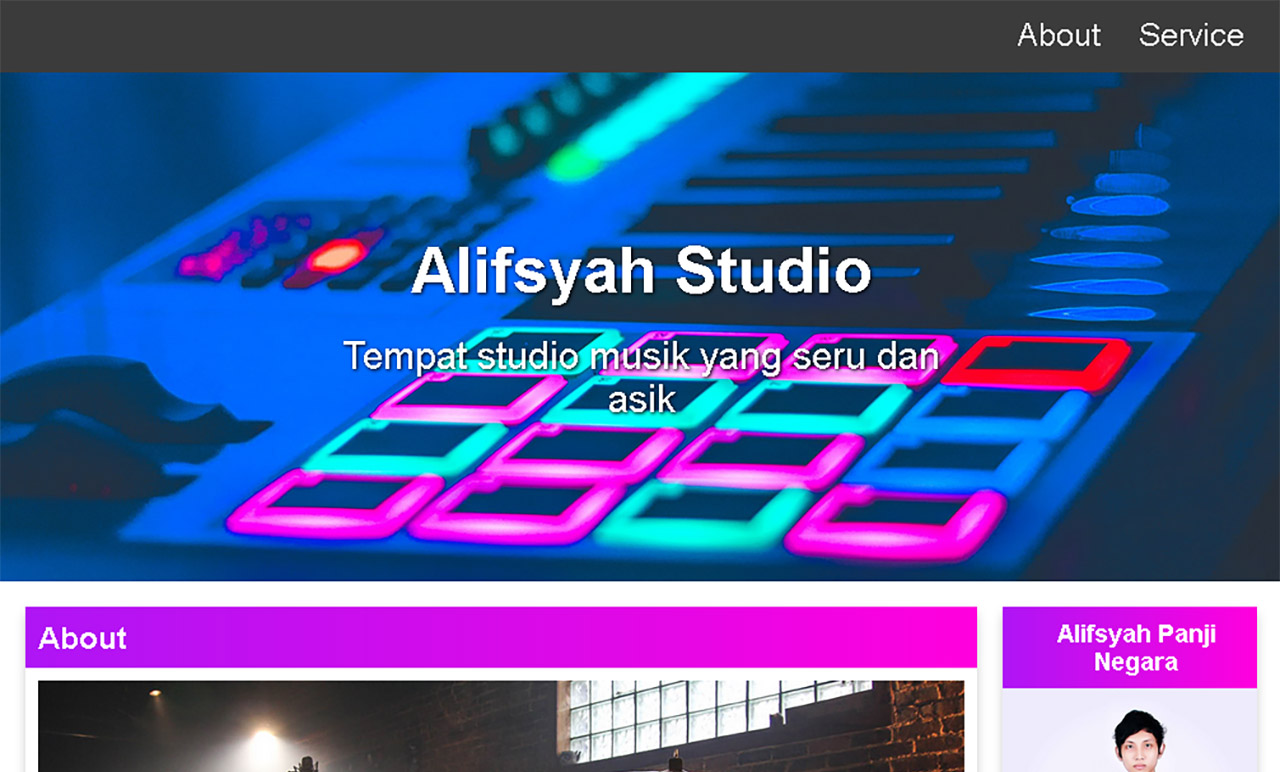 About Service
Alifsyah Studio
Tempat studio musik yang seru dan
asik
About
Alifsyah Panji
Negara